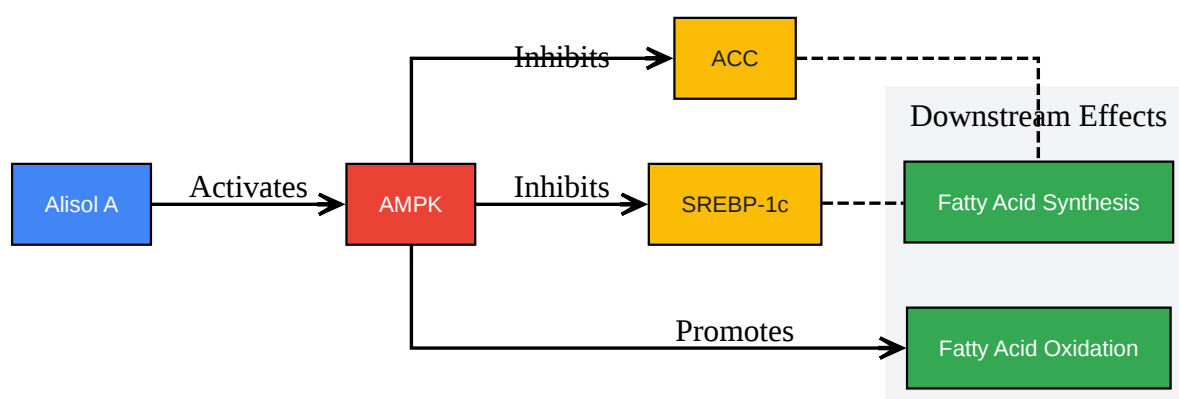 Inhibits
ACC
Downstream Effects
Alisol A
Activates
AMPK
Inhibits
SREBP-1c
Fatty Acid Synthesis
Promotes
Fatty Acid Oxidation